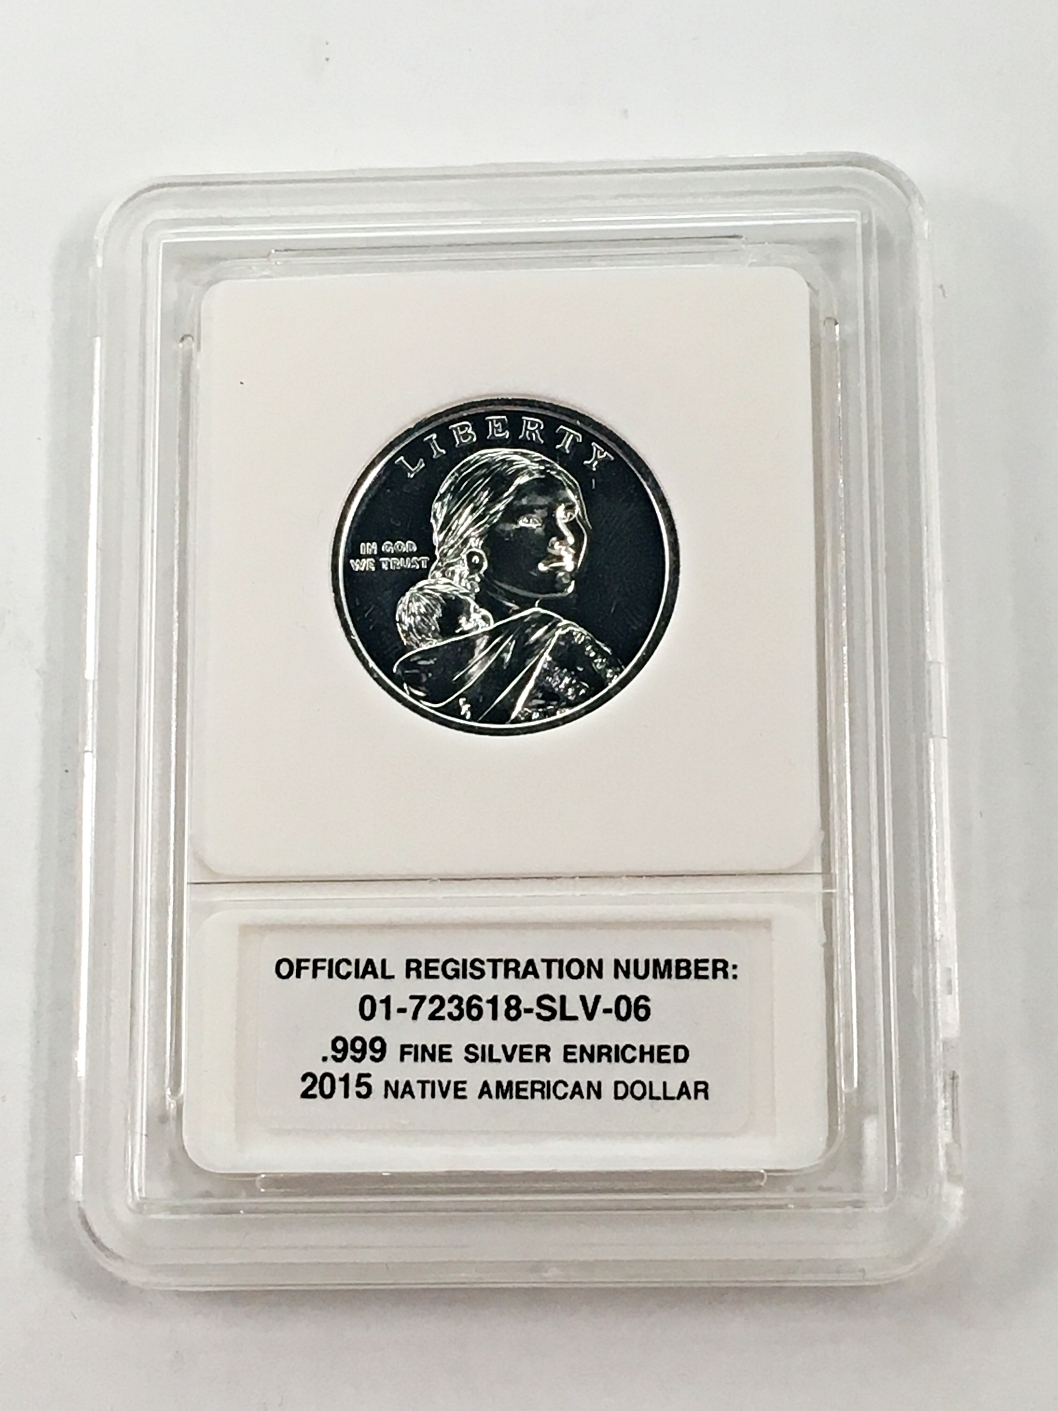 LIBERTY
IN GOD
WE TRUST
OFFICIAL REGISTRATION NUMBER:
01-723618-SLV-06
.999 FINE SILVER ENRICHED
2015 NATIVE AMERICAN DOLLAR